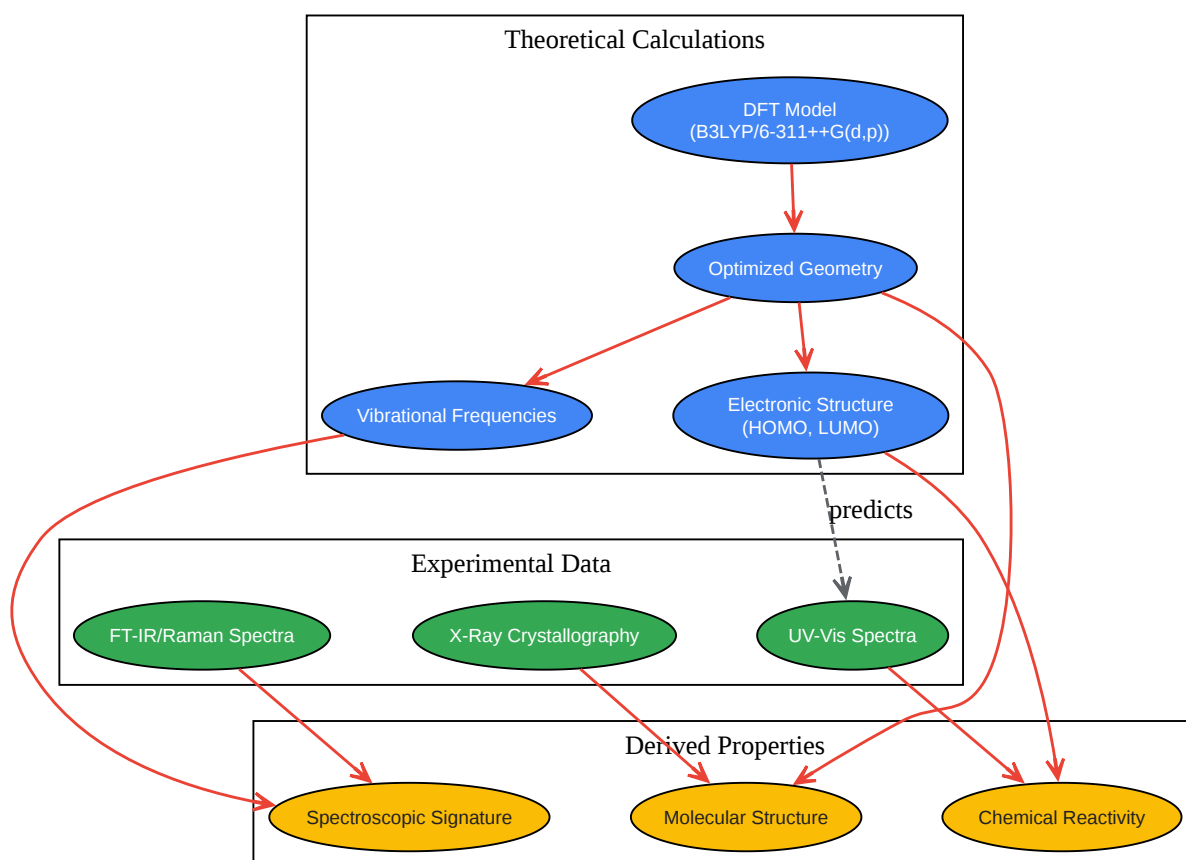 Theoretical Calculations
DFT Model
(B3LYP/6-311++G(d,p))
Optimized Geometry
Vibrational Frequencies
Electronic Structure
(HOMO, LUMO)
predicts
Experimental Data
FT-IR/Raman Spectra
X-Ray Crystallography
UV-Vis Spectra
Derived Properties
Spectroscopic Signature
Molecular Structure
Chemical Reactivity